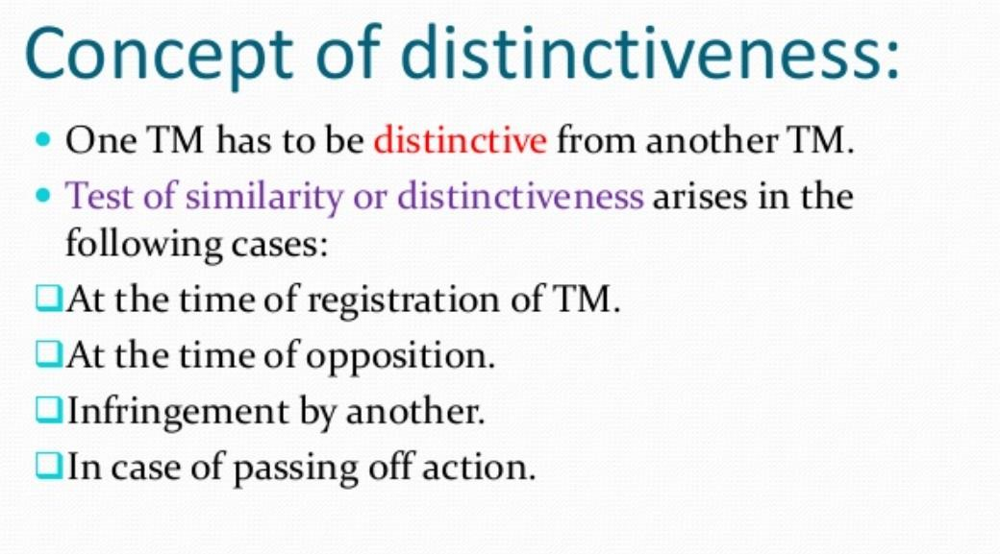 Concept of distinctiveness:
• One TM has to be distinctive from another TM.
• Test of similarity or distinctiveness arises in the
following cases:
❑At the time of registration of TM.
❑At the time of opposition.
❑Infringement by another.
❑In case of passing off action.